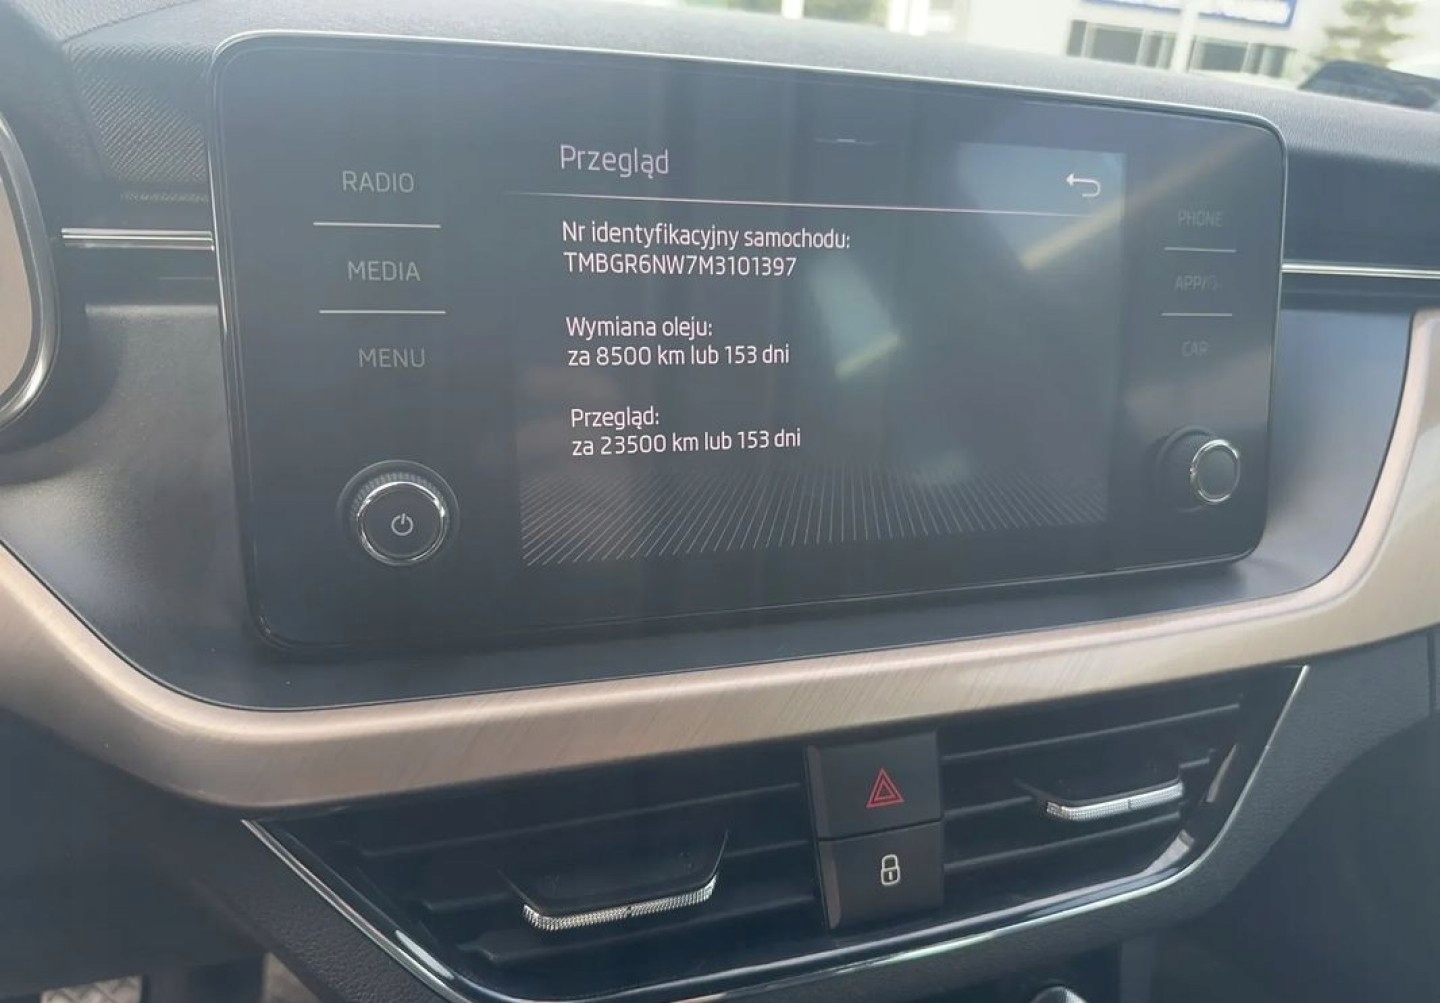 RADIO
MEDIA
MENU
Przegląd
Nr identyfikacyjny samochodu:
TMBGR6NW7M3101397
Wymiana oleju:
za 8500 km lub 153 dni
Przegląd:
za 23500 km lub 153 dni
PHONE
CAR